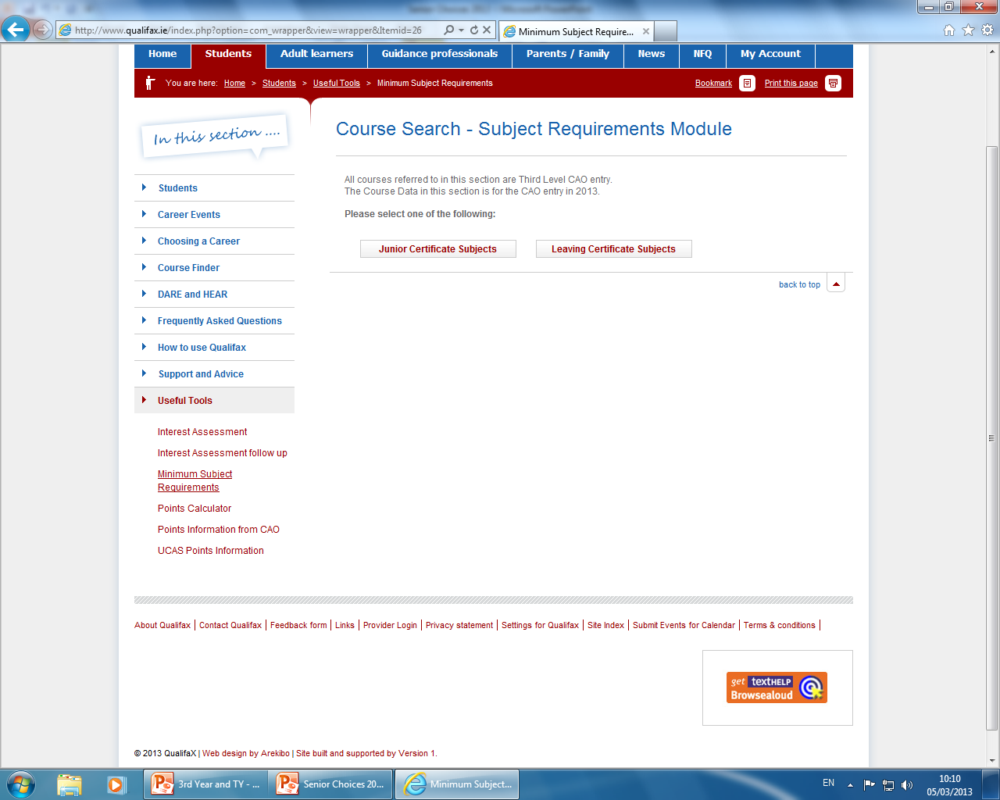 http://www.qualifax.ie/index.php?option=com_wrapper&view=wrapper&Itemid=26
Minimum Subject Require...
Home Students Adult learners Guidance professionals Parents / Family News NFQ My Account
You are here: Home > Students > Useful Tools > Minimum Subject Requirements Bookmark Print this page
In this section ....
Course Search - Subject Requirements Module
All courses referred to in this section are Third Level CAO entry.
The Course Data in this section is for the CAO entry in 2013.
Please select one of the following:
Junior Certificate Subjects Leaving Certificate Subjects
back to top
Students
Career Events
Choosing a Career
Course Finder
DARE and HEAR
Frequently Asked Questions
How to use Qualifax
Support and Advice
Useful Tools
Interest Assessment
Interest Assessment follow up
Minimum Subject
Requirements
Points Calculator
Points Information from CAO
UCAS Points Information
About Qualifax | Contact Qualifax | Feedback form | Links | Provider Login | Privacy statement | Settings for Qualifax | Site Index | Submit Events for Calendar | Terms & conditions |
get textHELP
Browsealoud
© 2013 QualifaX | Web design by Arekibo | Site built and supported by Version 1.
3rd Year and TY - ... Senior Choices 20... Minimum Subject... EN 10:10
05/03/2013